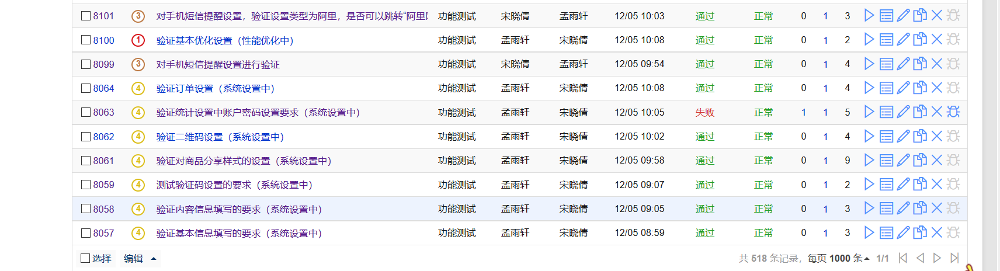 8101 3 对手机短信提醒设置，验证设置类型为阿里，是否可以跳转“阿里 功能测试 宋晓倩 孟雨轩 12/05 10:03 通过 正常 0 1 3
8100 1 验证基本优化设置（性能优化中） 功能测试 孟雨轩 宋晓倩 12/05 10:08 通过 正常 0 1 2
8099 3 对手机短信提醒设置进行验证 功能测试 宋晓倩 孟雨轩 12/05 09:54 通过 正常 0 1 4
8064 4 验证订单设置（系统设置中） 功能测试 孟雨轩 宋晓倩 12/05 10:08 通过 正常 0 1 4
8063 4 验证统计设置中账户密码设置要求（系统设置中） 功能测试 孟雨轩 宋晓倩 12/05 10:05 失败 正常 1 1 5
8062 4 验证二维码设置（系统设置中） 功能测试 孟雨轩 宋晓倩 12/05 10:02 通过 正常 0 1 4
8061 4 验证对商品分享样式的设置（系统设置中） 功能测试 孟雨轩 宋晓倩 12/05 09:58 通过 正常 0 1 9
8059 4 测试验证码设置的要求（系统设置中） 功能测试 孟雨轩 宋晓倩 12/05 09:07 通过 正常 0 1 2
8058 4 验证内容信息填写的要求（系统设置中） 功能测试 孟雨轩 宋晓倩 12/05 09:05 通过 正常 0 1 3
8057 4 验证基本信息填写的要求（系统设置中） 功能测试 孟雨轩 宋晓倩 12/05 08:59 通过 正常 0 1 3
选择 编辑 共 518 条记录，每页 1000 条 1/1